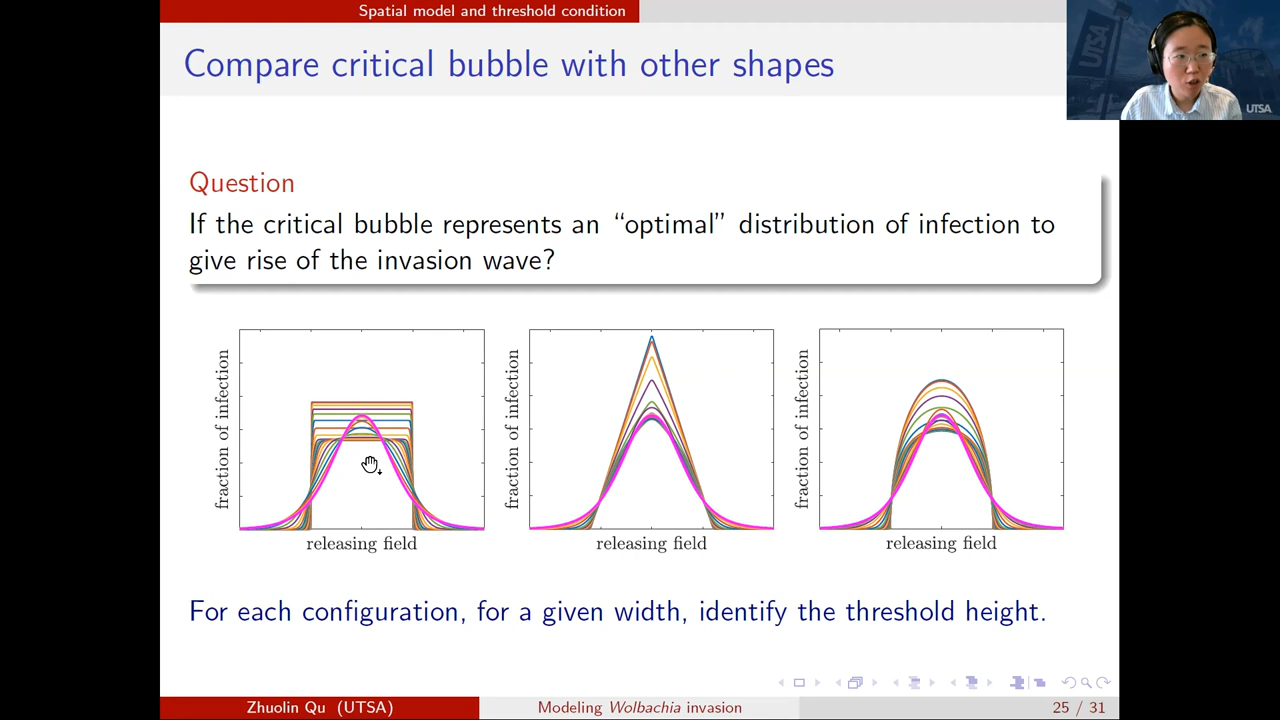 Spatial model and threshold condition
Compare critical bubble with other shapes
UTSA
UTSA
Question
If the critical bubble represents an “optimal” distribution of infection to
give rise of the invasion wave?
fraction of infection
fraction of infection
fraction of infection
releasing field
releasing field
releasing field
For each configuration, for a given width, identify the threshold height.
Zhuolin Qu (UTSA)
Modeling Wolbachia invasion
25 / 31